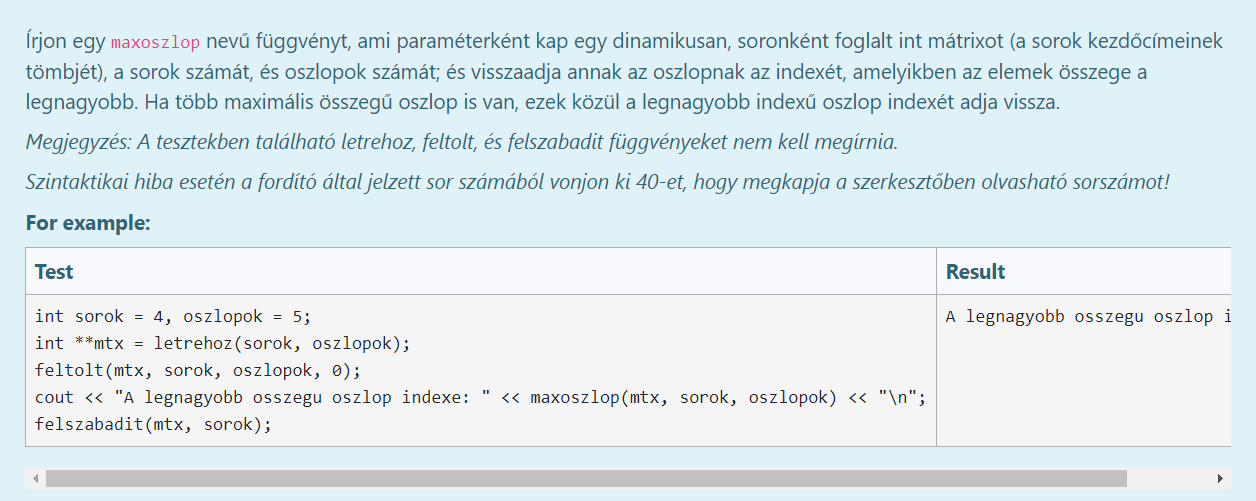 Írjon egy maxoszlop nevű függvényt, ami paraméterként kap egy dinamikusan, soronként foglalt int mátrixot (a sorok kezdőcímeinek
tömbjét), a sorok számát, és oszlopok számát; és visszaadja annak az oszlopnak az indexét, amelyikben az elemek összege a
legnagyobb. Ha több maximális összegű oszlop is van, ezek közül a legnagyobb indexű oszlop indexét adja vissza.
Megjegyzés: A tesztekben található letrehoz, feltolt, és felszabadit függvényeket nem kell megírnia.
Szintaktikai hiba esetén a fordító által jelzett sor számából vonjon ki 40-et, hogy megkapja a szerkesztőben olvasható sorszámot!
For example:
Test Result
int sorok = 4, oszlopok = 5; A legnagyobb osszegu oszlop i
int **mtx = letrehoz(sorok, oszlopok);
feltolt(mtx, sorok, oszlopok, 0);
cout << "A legnagyobb osszegu oszlop indexe: " << maxoszlop(mtx, sorok, oszlopok) << "\n";
felszabadit(mtx, sorok);